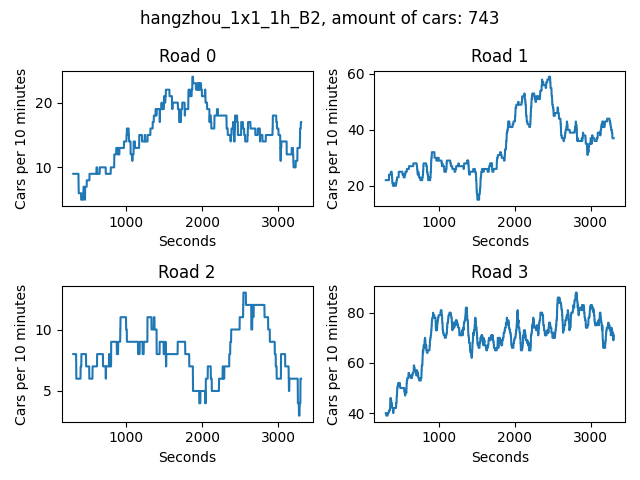 hangzhou_1x1_1h_B2, amount of cars: 743
Road 0
Cars per 10 minutes
20
10
1000 2000 3000
Seconds
Road 1
Cars per 10 minutes
60
40
20
1000 2000 3000
Seconds
Road 2
Cars per 10 minutes
10
5
1000 2000 3000
Seconds
Road 3
Cars per 10 minutes
80
60
40
1000 2000 3000
Seconds